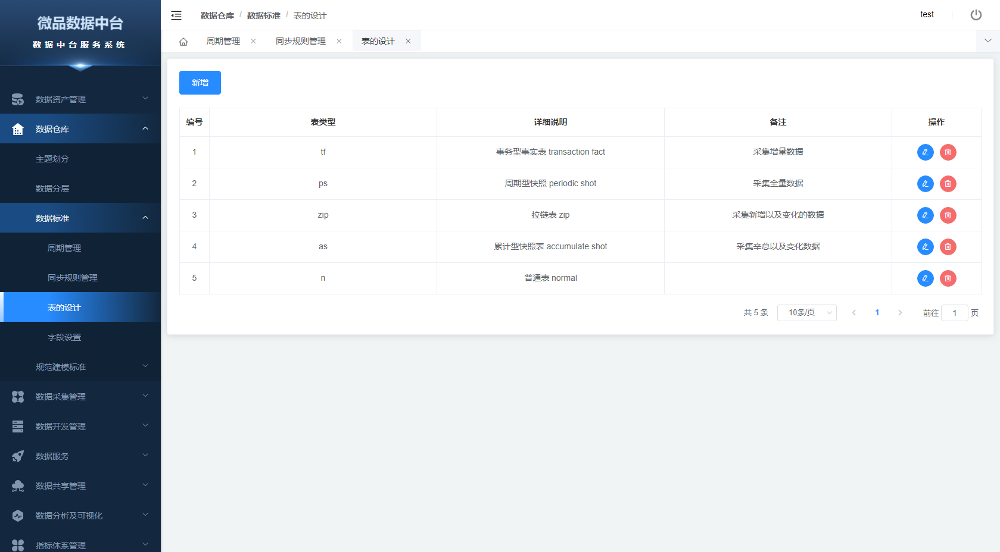 微品数据中台
数据中台服务系统
数据资产管理
数据仓库
主题划分
数据分层
数据标准
周期管理
同步规则管理
表的设计
字段设置
规范建模标准
数据采集管理
数据开发管理
数据服务
数据共享管理
数据分析及可视化
指标体系管理
数据仓库 / 数据标准 / 表的设计
test
周期管理 同步规则管理 表的设计
新增
编号 表类型 详细说明 备注 操作
1 tf 事务型事实表 transaction fact 采集增量数据
2 ps 周期型快照 periodic shot 采集全量数据
3 zip 拉链表 zip 采集新增以及变化的数据
4 as 累计型快照表 accumulate shot 采集辛总以及变化数据
5 n 普通表 normal
共 5 条 10条/页 1 前往 1 页